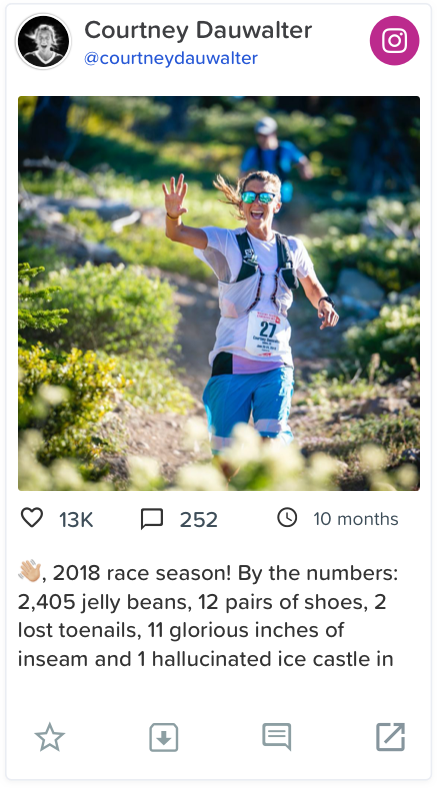 Courtney Dauwalter
@courtneydauwalter
27
13K 252 10 months
👋🏼, 2018 race season! By the numbers:
2,405 jelly beans, 12 pairs of shoes, 2
lost toenails, 11 glorious inches of
inseam and 1 hallucinated ice castle in